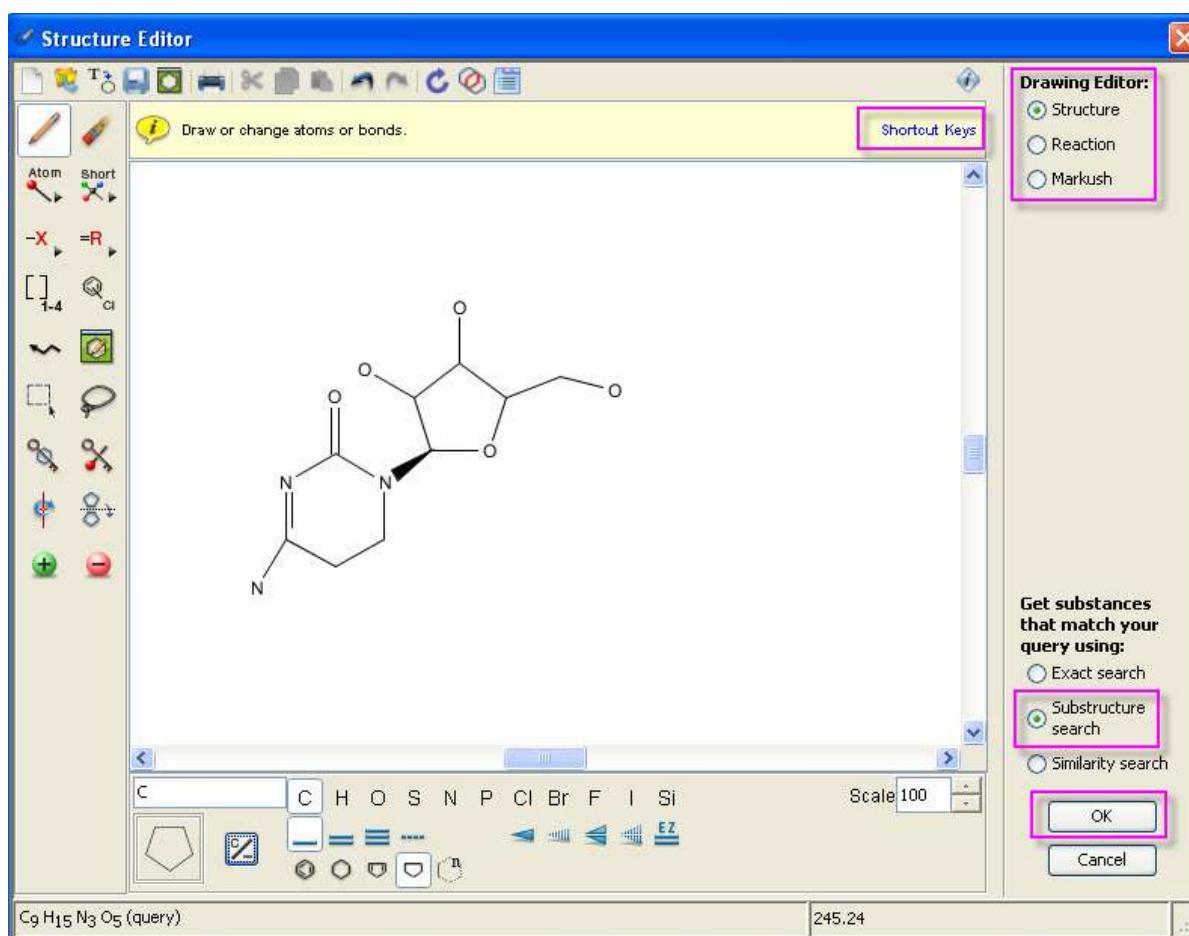 Structure Editor
Draw or change atoms or bonds.
Shortcut Keys
Drawing Editor:
Structure
Reaction
Markush
T
Atom
Short
-X
=R
[ ]
1-4
Cl
O
O
O
O
O
N
N
N
Get substances
that match your
query using:
Exact search
Substructure
search
Similarity search
OK
Cancel
C
C H O S N P Cl Br F I Si
Scale 100
EZ
n
C9 H15 N3 O5 (query)
245.24